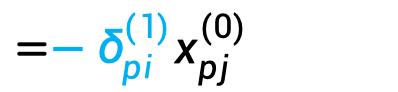 = − δ_{pi}^{(1)} x_{pj}^{(0)}